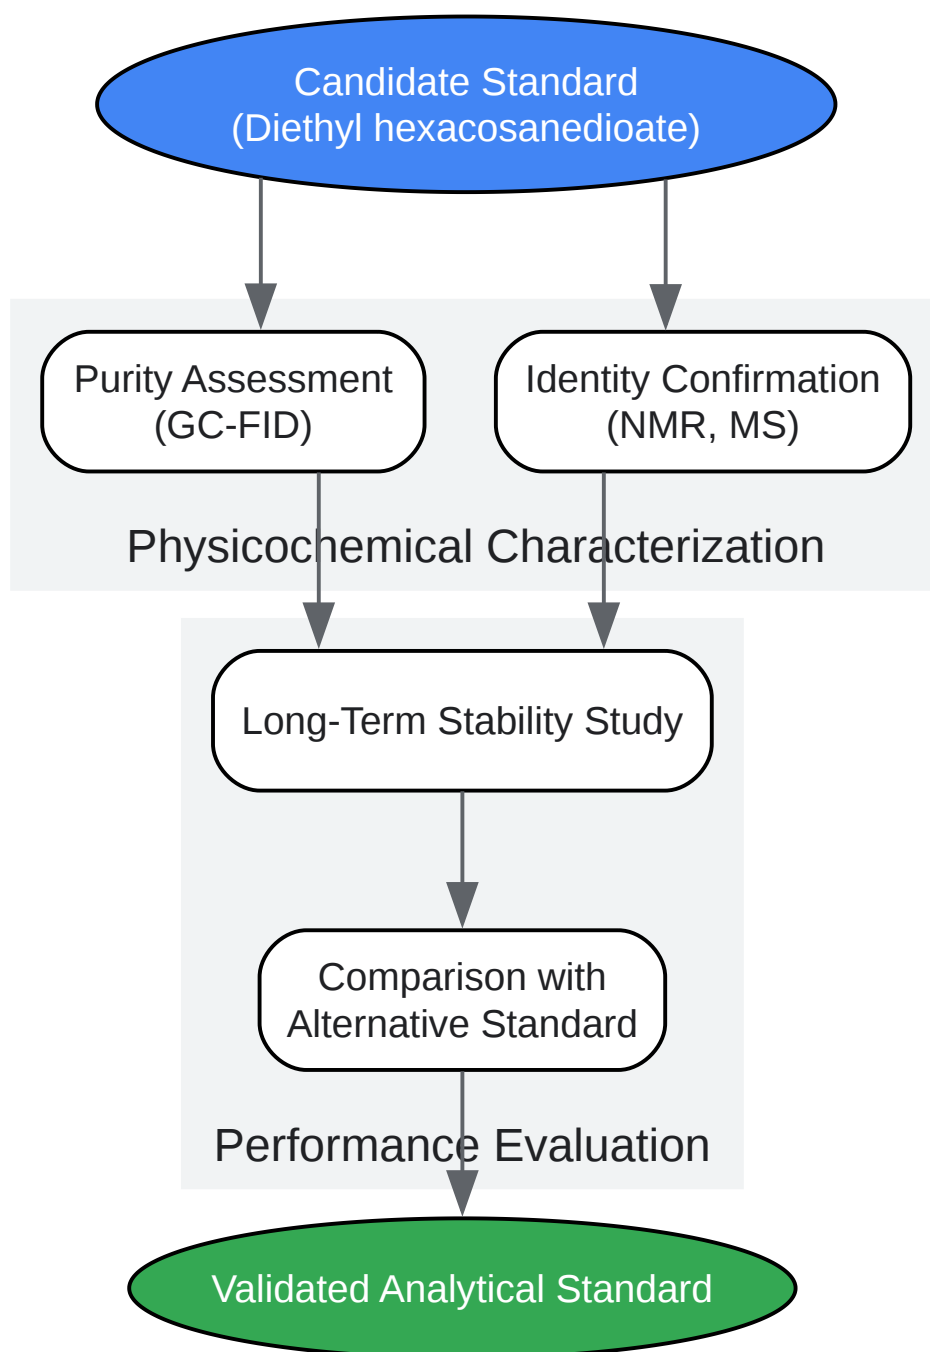 Candidate Standard
(Diethyl hexacosanedioate)
Purity Assessment
(GC-FID)
Identity Confirmation
(NMR, MS)
Physicochemical Characterization
Long-Term Stability Study
Comparison with
Alternative Standard
Performance Evaluation
Validated Analytical Standard